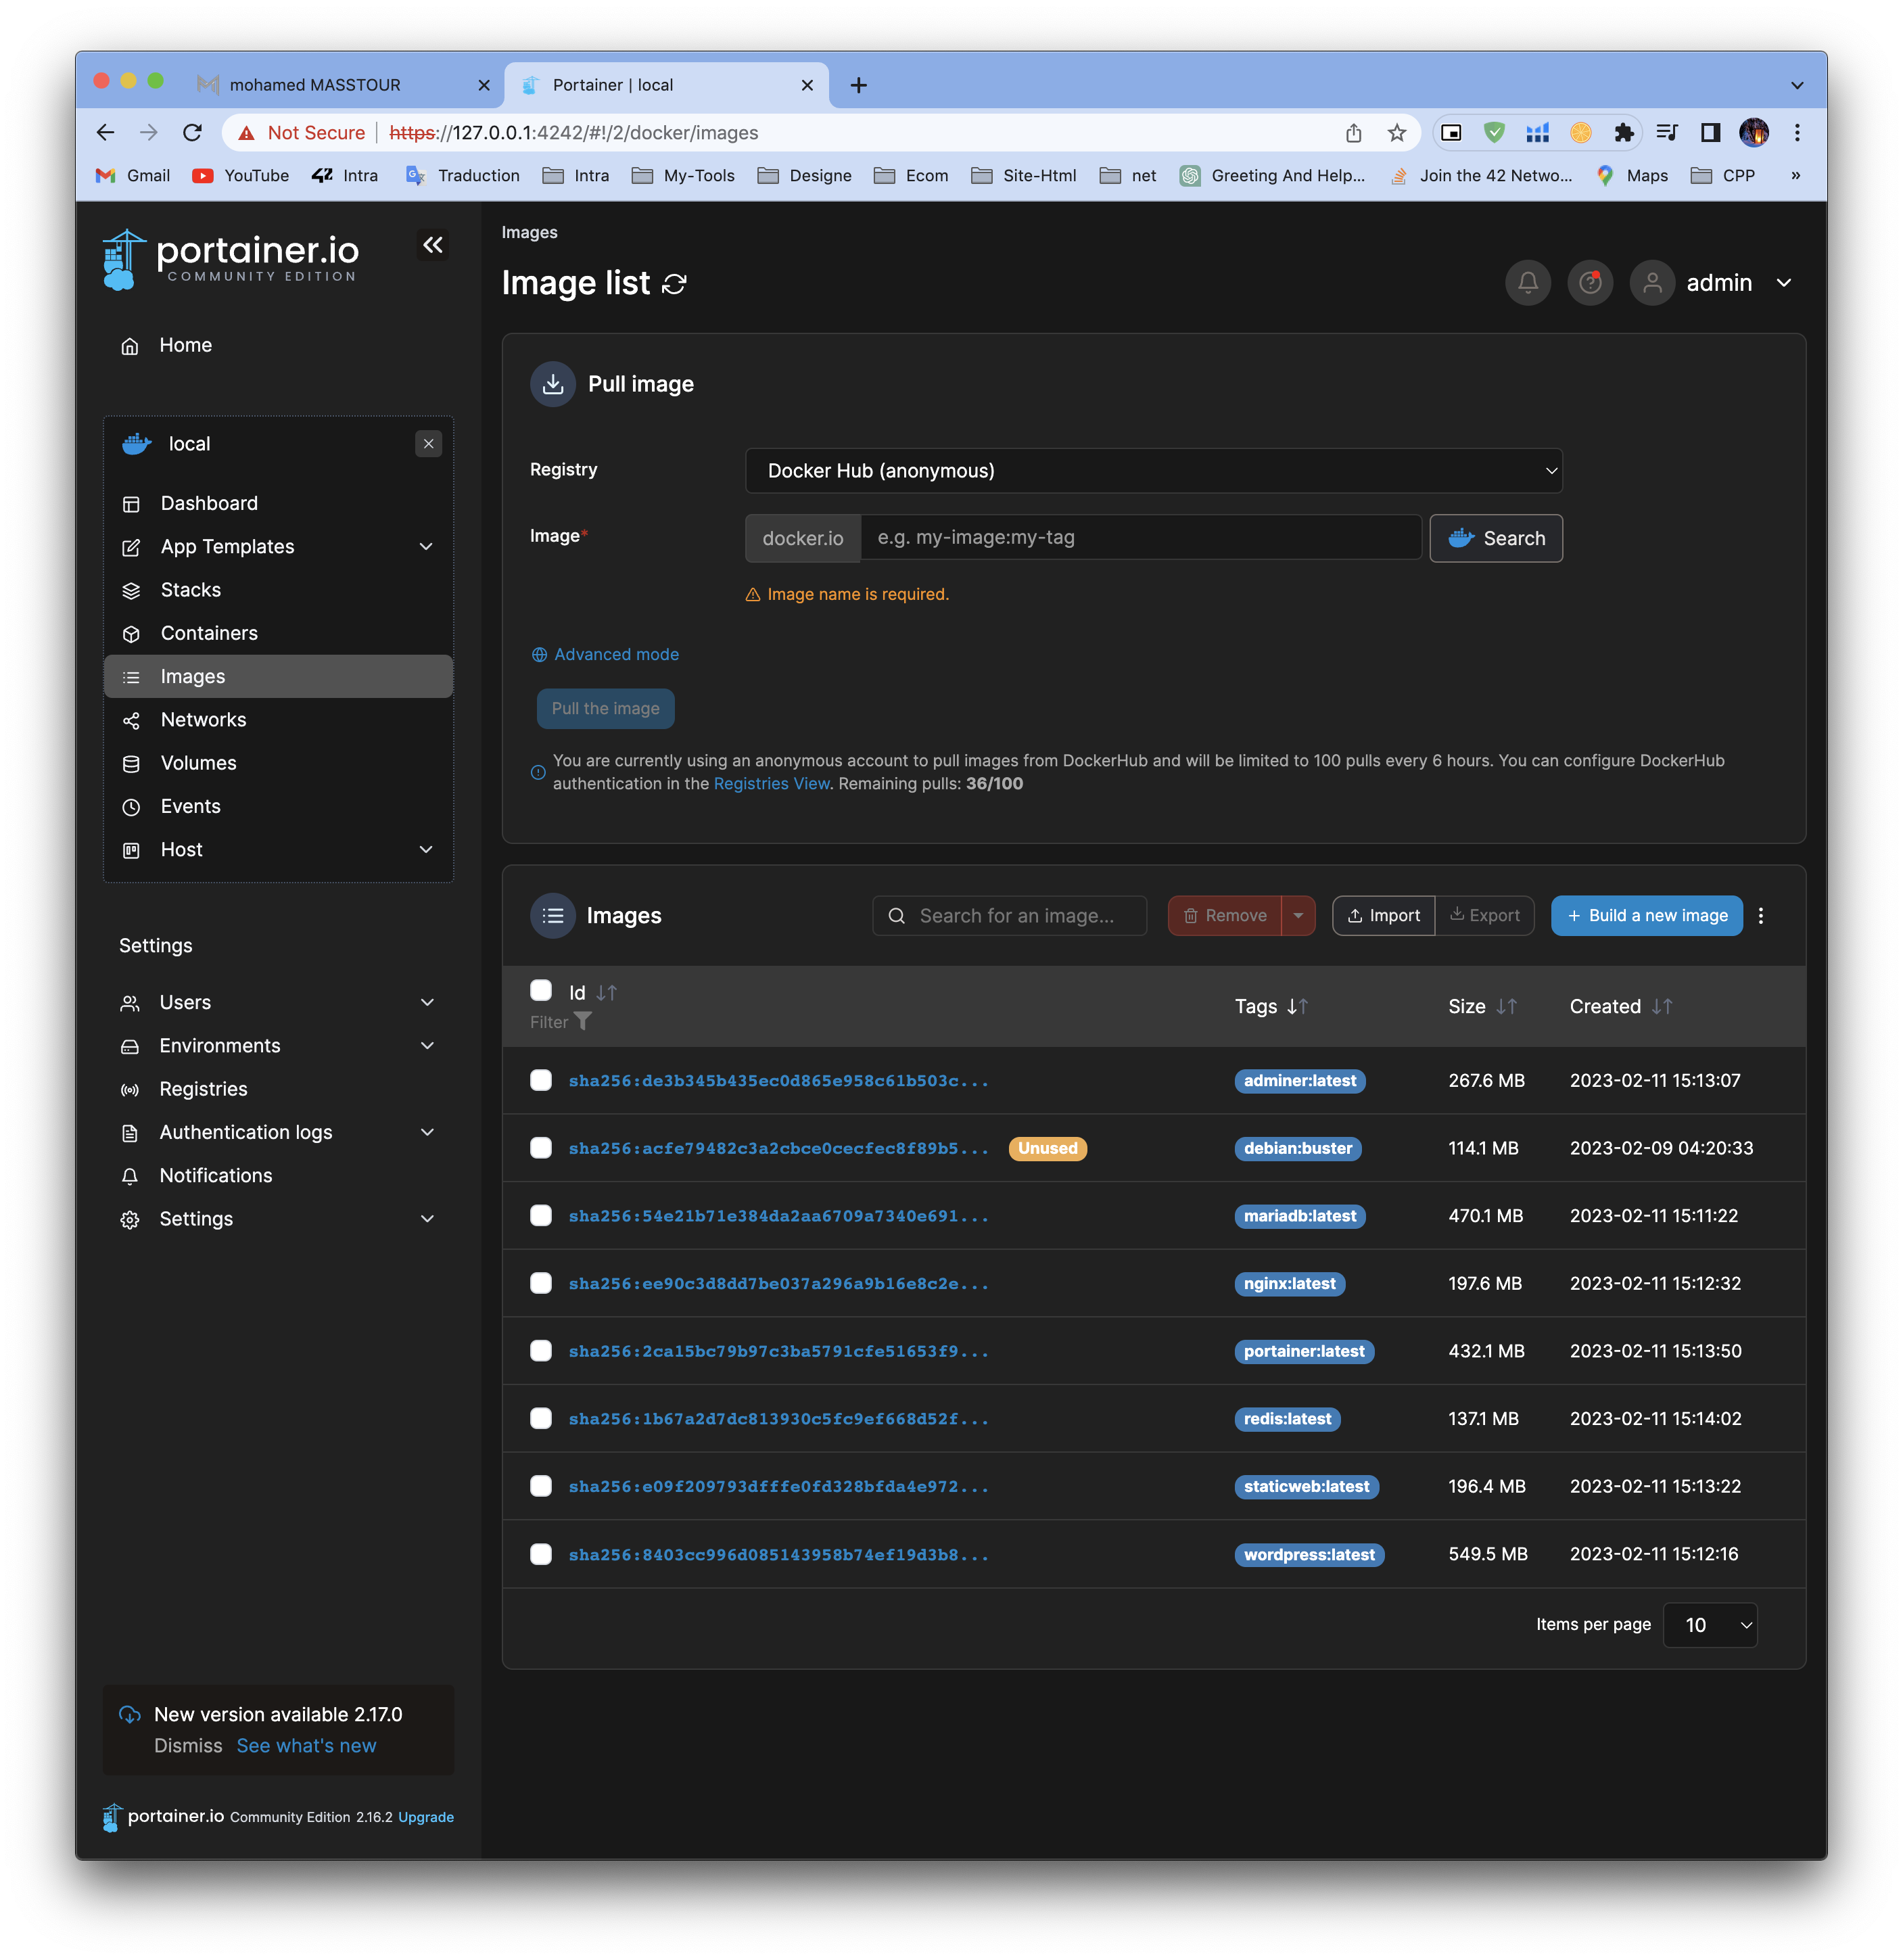 mohamed MASSTOUR
Portainer | local
Not Secure https://127.0.0.1:4242/#!/2/docker/images
Gmail YouTube 42 Intra Traduction Intra My-Tools Designe Ecom Site-Html net Greeting And Help... Join the 42 Netwo... Maps CPP »
portainer.io
COMMUNITY EDITION
Home
local
Dashboard
App Templates
Stacks
Containers
Images
Networks
Volumes
Events
Host
Settings
Users
Environments
Registries
Authentication logs
Notifications
Settings
New version available 2.17.0
Dismiss See what's new
portainer.io Community Edition 2.16.2 Upgrade
Images
Image list
admin
Pull image
Registry Docker Hub (anonymous)
Image* docker.io e.g. my-image:my-tag Search
Image name is required.
Advanced mode
Pull the image
You are currently using an anonymous account to pull images from DockerHub and will be limited to 100 pulls every 6 hours. You can configure DockerHub
authentication in the Registries View. Remaining pulls: 36/100
Images Search for an image... Remove Import Export + Build a new image
Id Tags Size Created
Filter
sha256:de3b345b435ec0d865e958c61b503c... adminer:latest 267.6 MB 2023-02-11 15:13:07
sha256:acfe79482c3a2cbce0cecfec8f89b5... Unused debian:buster 114.1 MB 2023-02-09 04:20:33
sha256:54e21b71e384da2aa6709a7340e691... mariadb:latest 470.1 MB 2023-02-11 15:11:22
sha256:ee90c3d8dd7be037a296a9b16e8c2e... nginx:latest 197.6 MB 2023-02-11 15:12:32
sha256:2ca15bc79b97c3ba5791cfe51653f9... portainer:latest 432.1 MB 2023-02-11 15:13:50
sha256:1b67a2d7dc813930c5fc9ef668d52f... redis:latest 137.1 MB 2023-02-11 15:14:02
sha256:e09f209793dfffe0fd328bfda4e972... staticweb:latest 196.4 MB 2023-02-11 15:13:22
sha256:8403cc996d085143958b74ef19d3b8... wordpress:latest 549.5 MB 2023-02-11 15:12:16
Items per page 10